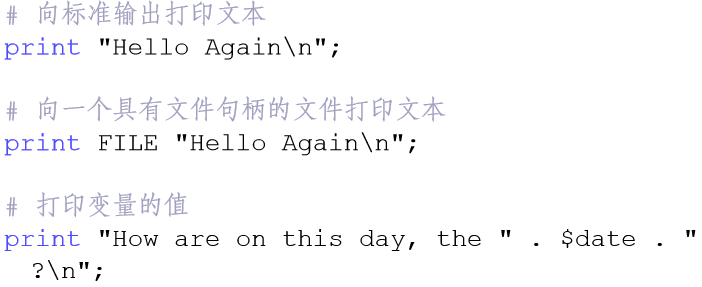 # 向标准输出打印文本
print "Hello Again\n";
# 向一个具有文件句柄的文件打印文本
print FILE "Hello Again\n";
# 打印变量的值
print "How are on this day, the " . $date . "
?\n";